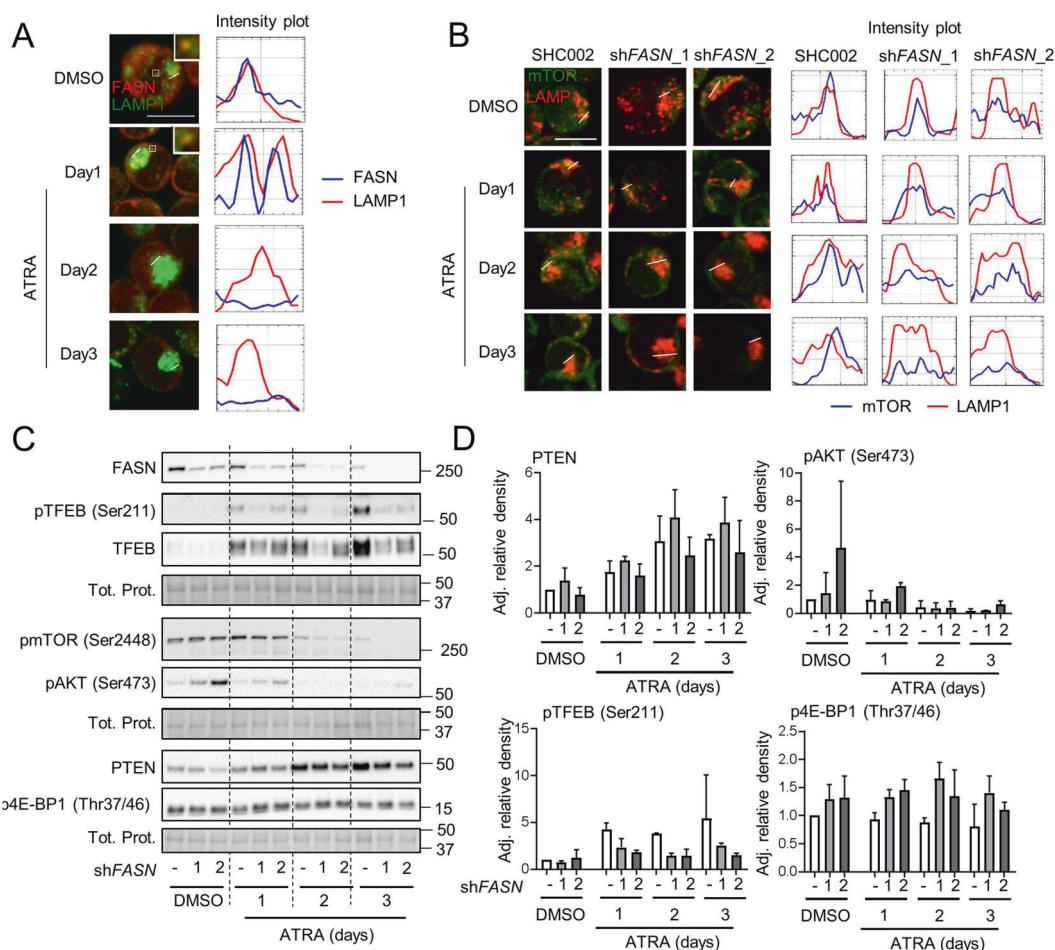 A
Intensity plot
DMSO
FASN
LAMP1
Day1
FASN
LAMP1
Day2
Day3
ATRA
B
Intensity plot
SHC002 shFASN_1 shFASN_2
SHC002 shFASN_1 shFASN_2
mTOR
LAMP1
DMSO
Day1
Day2
Day3
ATRA
mTOR LAMP1
C
FASN
250
pTFEB (Ser211)
50
TFEB
50
Tot. Prot.
50
37
pmTOR (Ser2448)
250
pAKT (Ser473)
50
Tot. Prot.
50
37
PTEN
50
p4E-BP1 (Thr37/46)
15
Tot. Prot.
50
37
shFASN
- 1 2 - 1 2 - 1 2 - 1 2
DMSO 1 2 3
ATRA (days)
D
PTEN
Adj. relative density
6
4
2
0
- 1 2 - 1 2 - 1 2 - 1 2
DMSO 1 2 3
ATRA (days)
pAKT (Ser473)
Adj. relative density
10
8
6
4
2
0
- 1 2 - 1 2 - 1 2 - 1 2
DMSO 1 2 3
ATRA (days)
pTFEB (Ser211)
Adj. relative density
15
10
5
0
shFASN - 1 2 - 1 2 - 1 2 - 1 2
DMSO 1 2 3
ATRA (days)
p4E-BP1 (Thr37/46)
Adj. relative density
2.5
2.0
1.5
1.0
0.5
0.0
- 1 2 - 1 2 - 1 2 - 1 2
DMSO 1 2 3
ATRA (days)